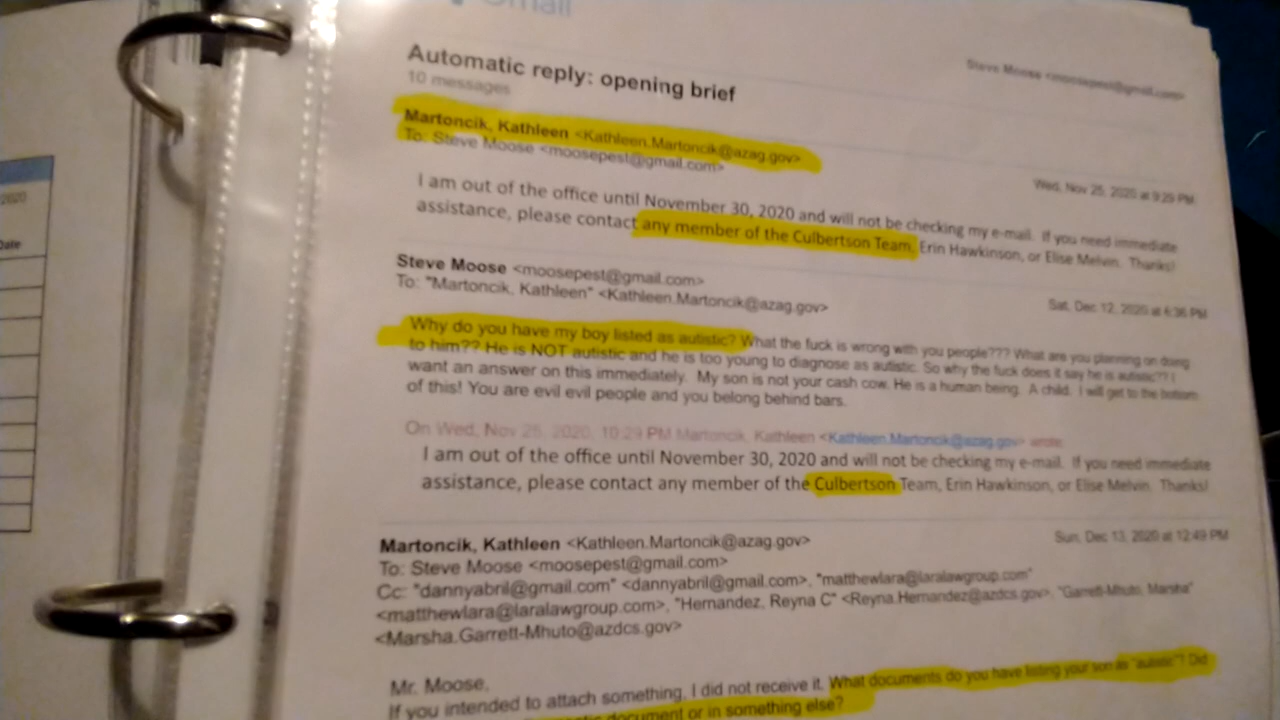 Gmail
Steve Moose <moosepest@gmail.com>
Automatic reply: opening brief
10 messages
Martoncik, Kathleen <Kathleen.Martoncik@azag.gov>
To: Steve Moose <moosepest@gmail.com>
Wed, Nov 25, 2020 at 9:29 PM
I am out of the office until November 30, 2020 and will not be checking my e-mail. If you need immediate
assistance, please contact any member of the Culbertson Team, Erin Hawkinson, or Elise Melvin. Thanks!
Steve Moose <moosepest@gmail.com>
To: "Martoncik, Kathleen" <Kathleen.Martoncik@azag.gov>
Sat, Dec 12, 2020 at 6:36 PM
Why do you have my boy listed as autistic? What the fuck is wrong with you people??? What are you planning on doing
to him?? He is NOT autistic and he is too young to diagnose as autistic. So why the fuck does it say he is autistic?? I
want an answer on this immediately. My son is not your cash cow. He is a human being. A child. I will get to the bottom
of this! You are evil evil people and you belong behind bars.
On Wed, Nov 25, 2020, 10:29 PM Martoncik, Kathleen <Kathleen.Martoncik@azag.gov> wrote:
I am out of the office until November 30, 2020 and will not be checking my e-mail. If you need immediate
assistance, please contact any member of the Culbertson Team, Erin Hawkinson, or Elise Melvin. Thanks!
Martoncik, Kathleen <Kathleen.Martoncik@azag.gov>
Sun, Dec 13, 2020 at 12:49 PM
To: Steve Moose <moosepest@gmail.com>
Cc: "dannyabril@gmail.com" <dannyabril@gmail.com>, "matthewlara@laralawgroup.com"
<matthewlara@laralawgroup.com>, "Hernandez, Reyna C" <Reyna.Hernandez@azdcs.gov>, "Garrett-Mhuto, Marsha"
<Marsha.Garrett-Mhuto@azdcs.gov>
Mr. Moose,
If you intended to attach something, I did not receive it. What documents do you have listing your son as "autistic"? Did
document or in something else?
2020
Date